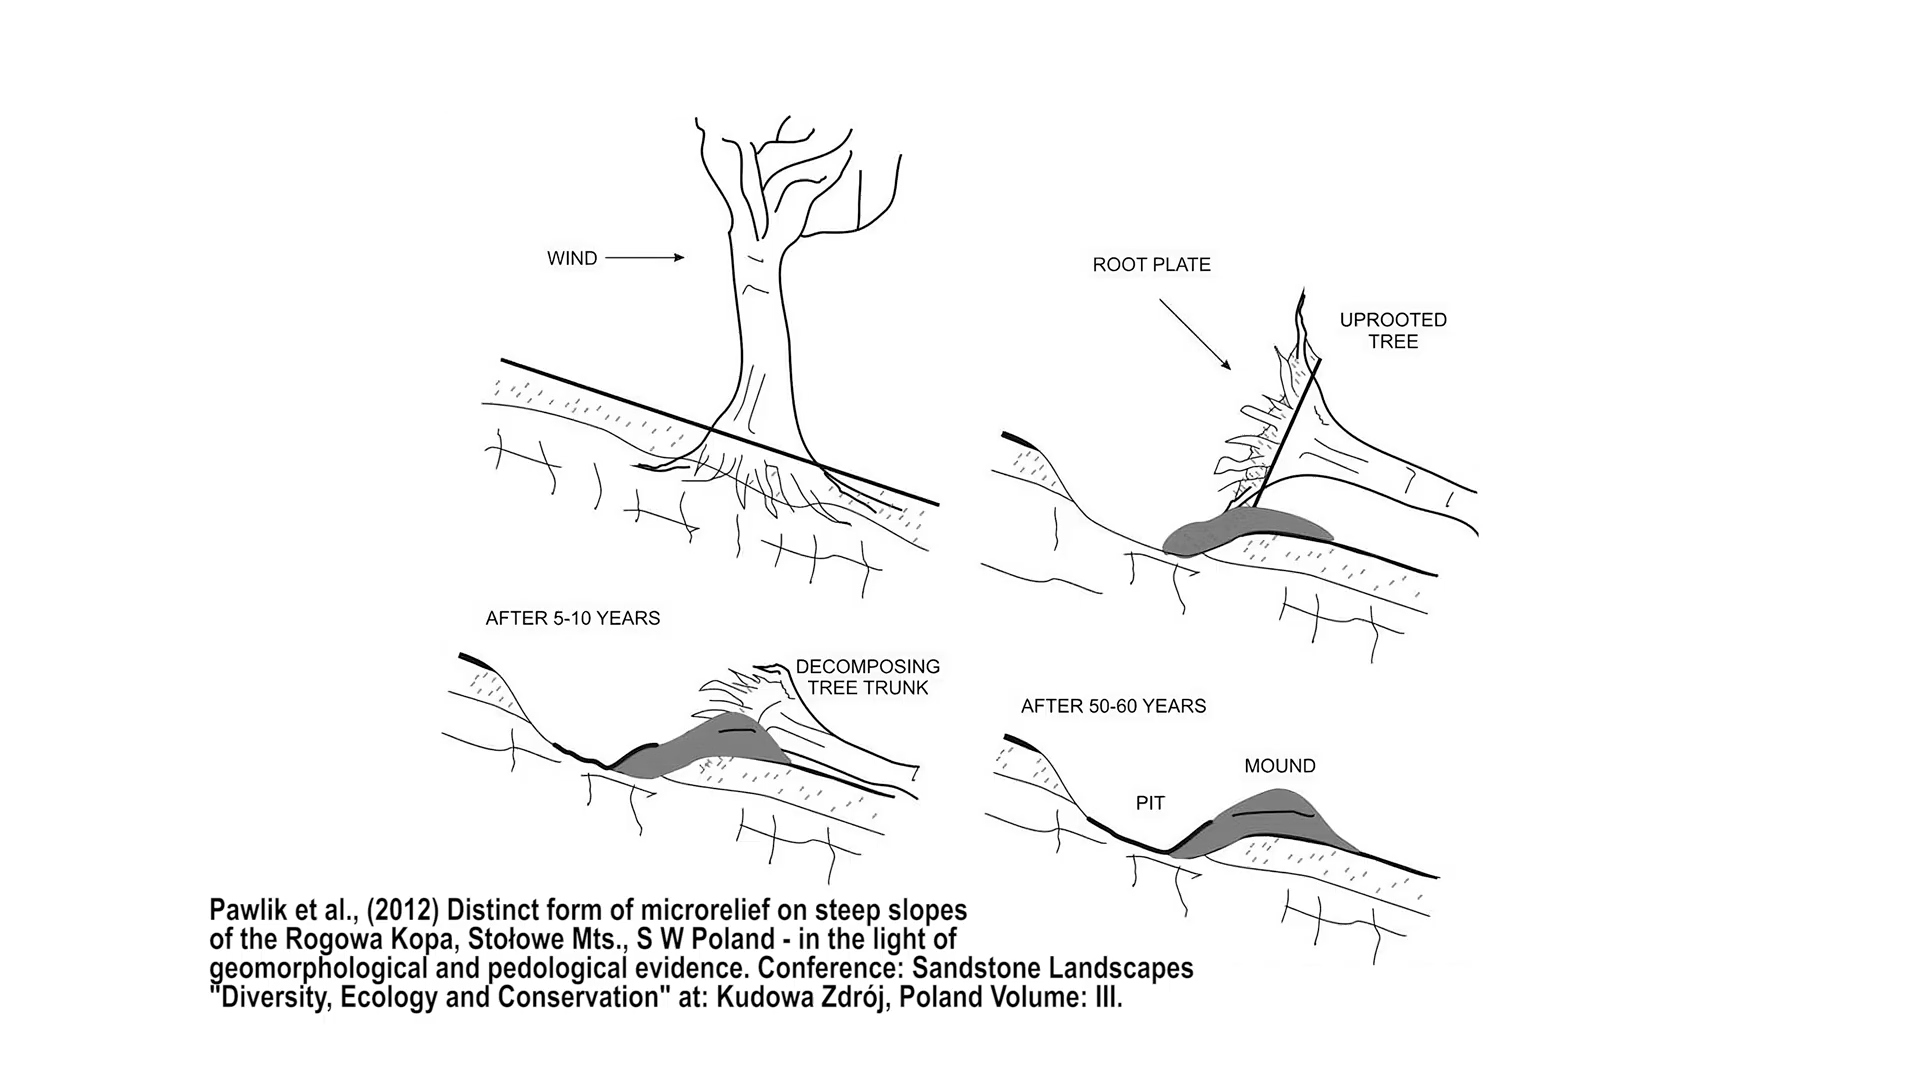 WIND
ROOT PLATE
UPROOTED
TREE
AFTER 5-10 YEARS
DECOMPOSING
TREE TRUNK
AFTER 50-60 YEARS
MOUND
PIT
Pawlik et al., (2012) Distinct form of microrelief on steep slopes
of the Rogowa Kopa, Stołowe Mts., S W Poland - in the light of
geomorphological and pedological evidence. Conference: Sandstone Landscapes
"Diversity, Ecology and Conservation" at: Kudowa Zdrój, Poland Volume: III.